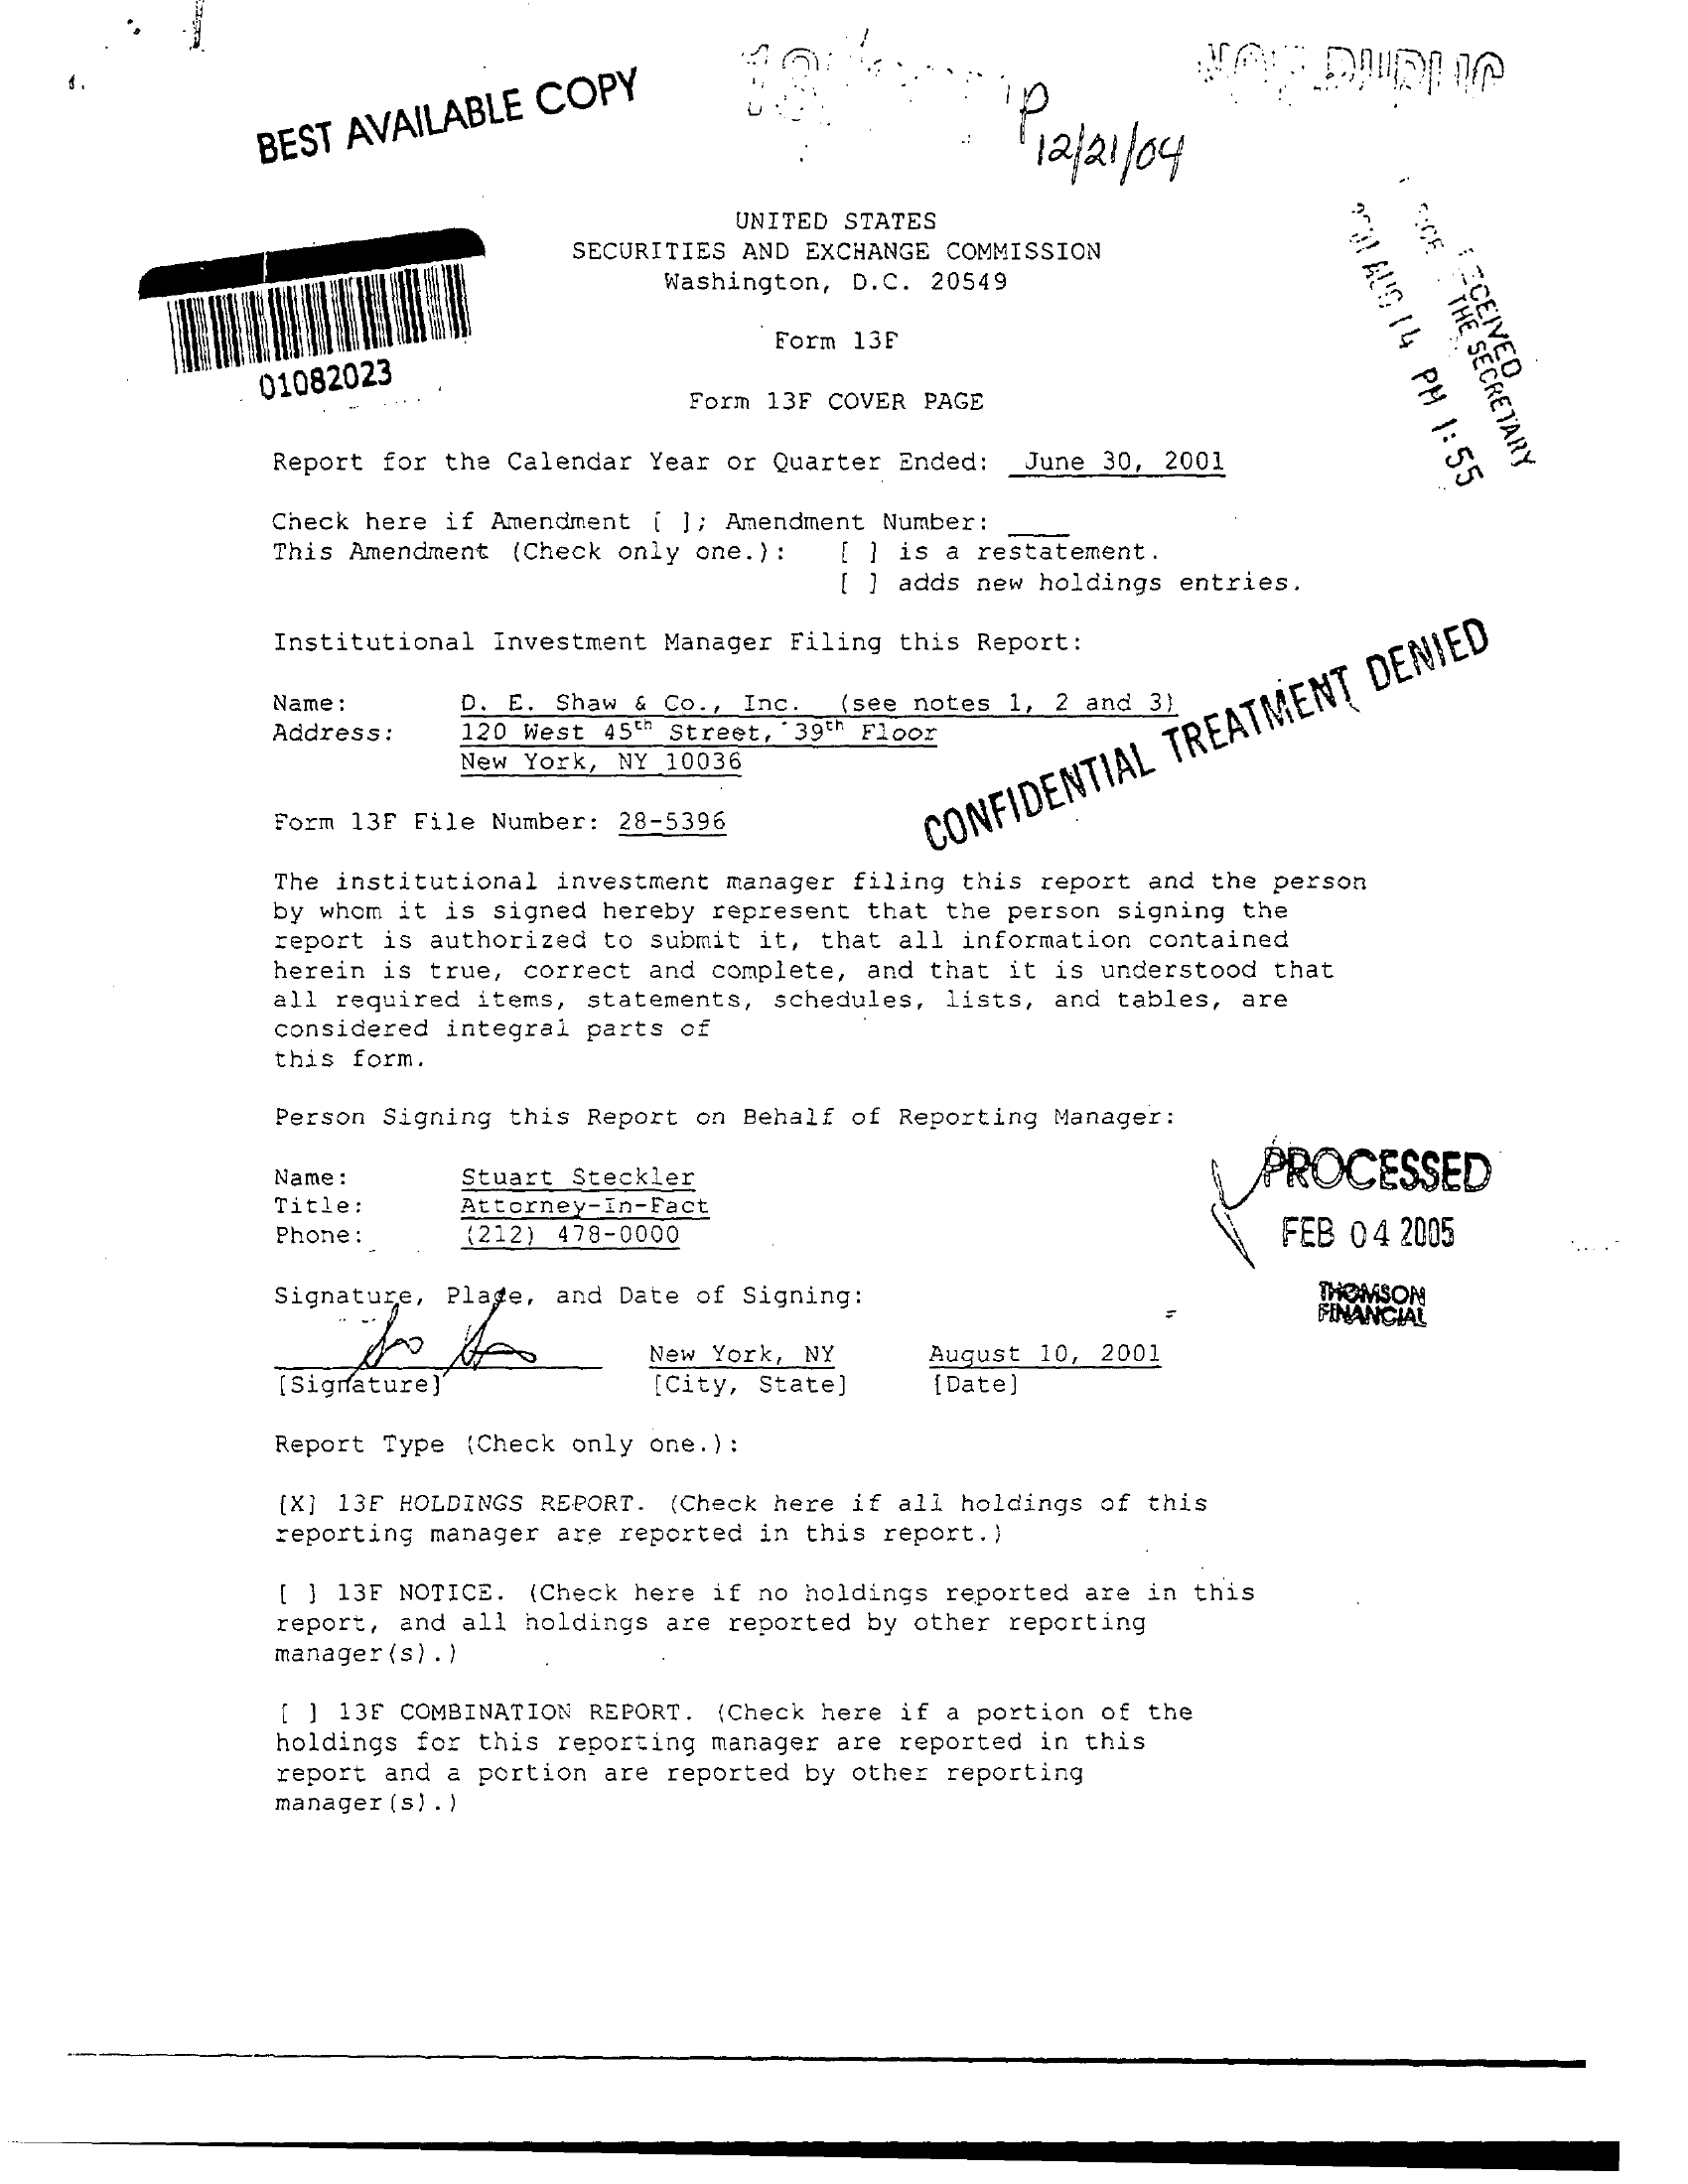 BEST AVAILABLE COPY
P
12/21/04
UNITED STATES
SECURITIES AND EXCHANGE COMMISSION
Washington, D.C. 20549
01082023
RECEIVED
THE SECRETARY
AUG 14 PM 1:55
Form 13F
Form 13F COVER PAGE
Report for the Calendar Year or Quarter Ended: June 30, 2001
Check here if Amendment [ ]; Amendment Number: ____
This Amendment (Check only one.): [ ] is a restatement.
[ ] adds new holdings entries.
Institutional Investment Manager Filing this Report:
CONFIDENTIAL TREATMENT DENIED
Name: D. E. Shaw & Co., Inc. (see notes 1, 2 and 3)
Address: 120 West 45th Street, 39th Floor
New York, NY 10036
Form 13F File Number: 28-5396
The institutional investment manager filing this report and the person
by whom it is signed hereby represent that the person signing the
report is authorized to submit it, that all information contained
herein is true, correct and complete, and that it is understood that
all required items, statements, schedules, lists, and tables, are
considered integral parts of
this form.
Person Signing this Report on Behalf of Reporting Manager:
Name: Stuart Steckler
Title: Attorney-In-Fact
Phone: (212) 478-0000
PROCESSED
FEB 04 2005
THOMSON
FINANCIAL
Signature, Place, and Date of Signing:
New York, NY August 10, 2001
[Signature] [City, State] [Date]
Report Type (Check only one.):
[X] 13F HOLDINGS REPORT. (Check here if all holdings of this
reporting manager are reported in this report.)
[ ] 13F NOTICE. (Check here if no holdings reported are in this
report, and all holdings are reported by other reporting
manager(s).)
[ ] 13F COMBINATION REPORT. (Check here if a portion of the
holdings for this reporting manager are reported in this
report and a portion are reported by other reporting
manager(s).)